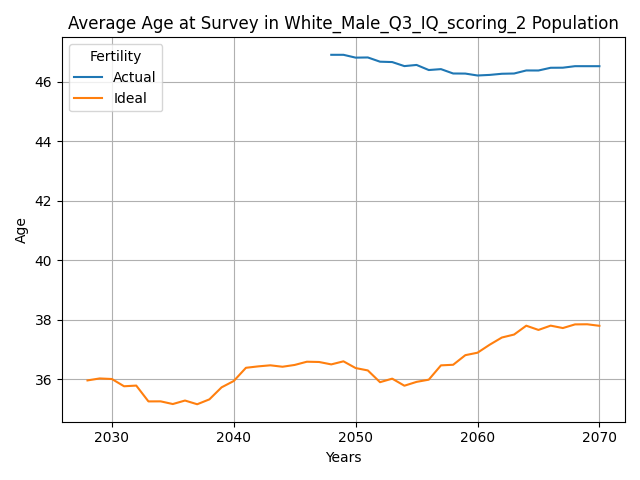 Average Age at Survey in White_Male_Q3_IQ_scoring_2 Population
Fertility
Actual
Ideal
46
44
42
40
38
36
Age
2030 2040 2050 2060 2070
Years